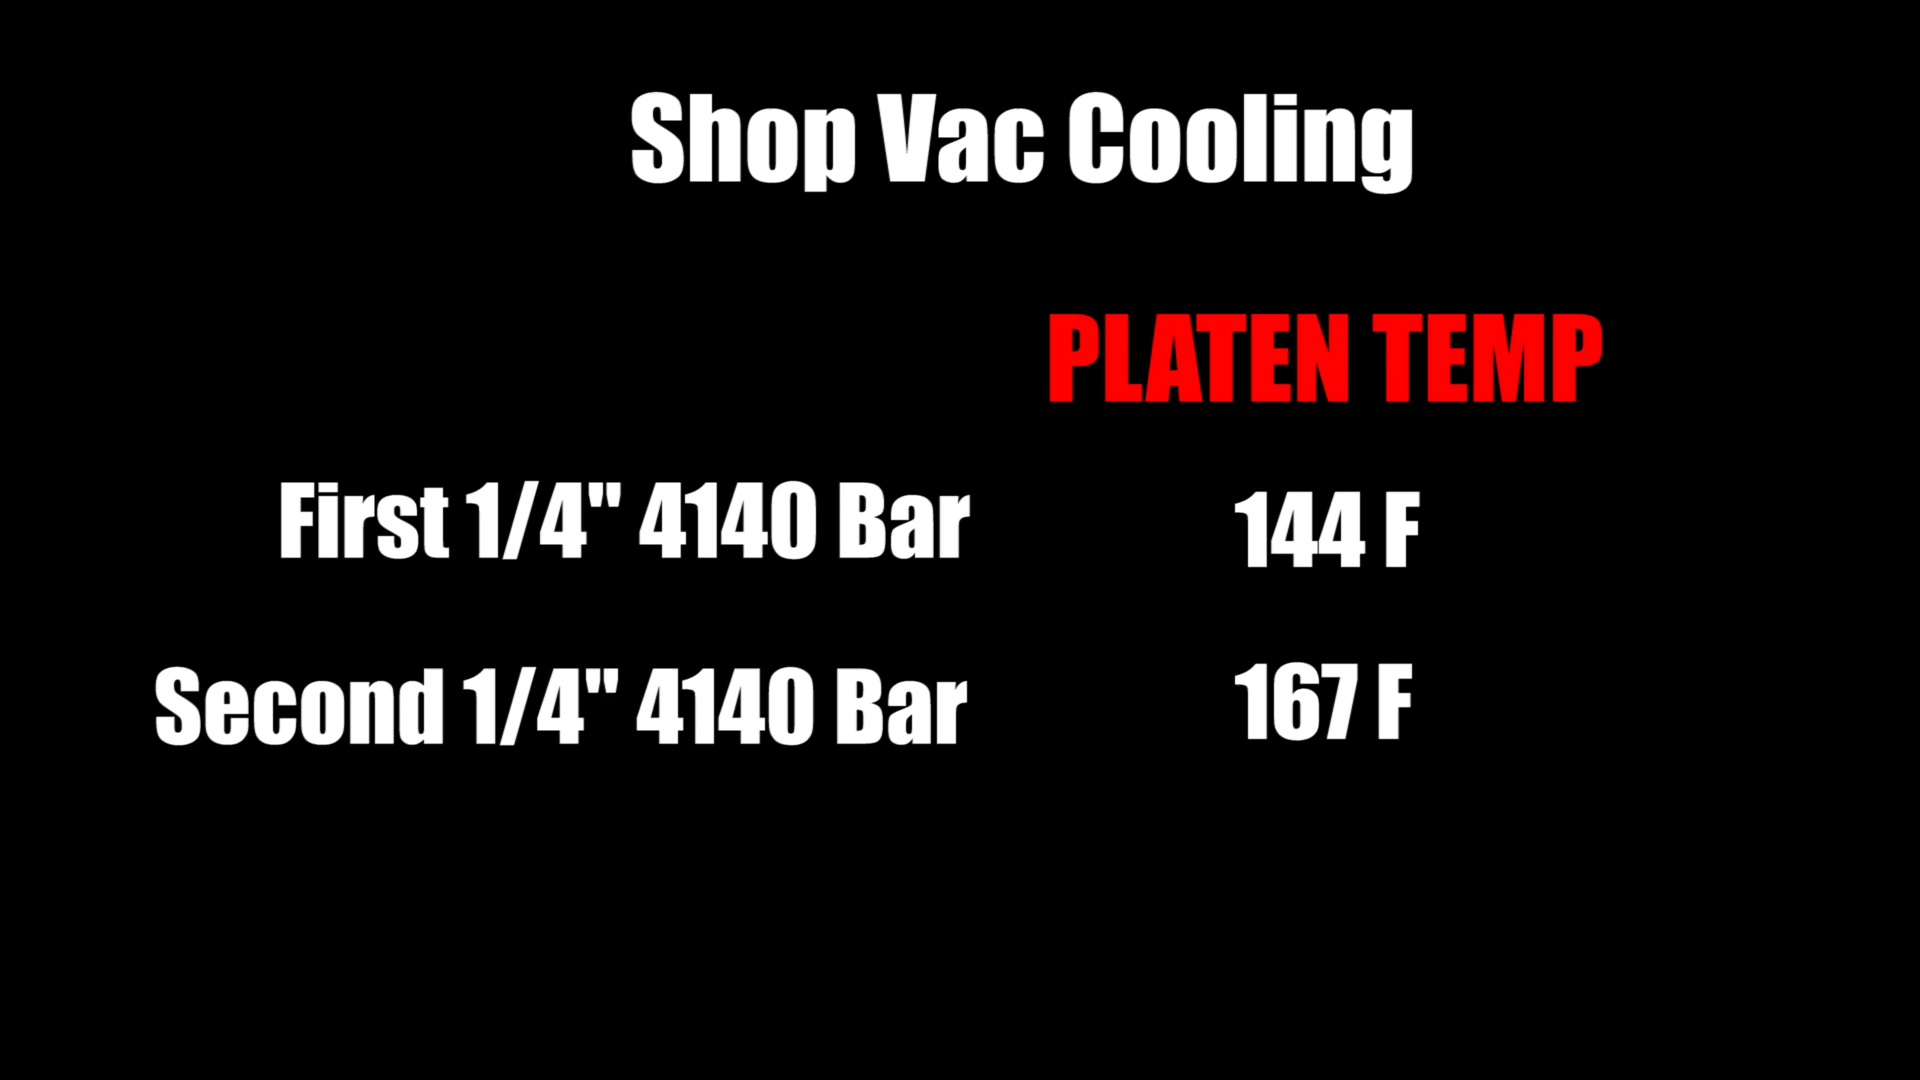 Shop Vac Cooling
PLATEN TEMP
First 1/4" 4140 Bar 144 F
Second 1/4" 4140 Bar 167 F